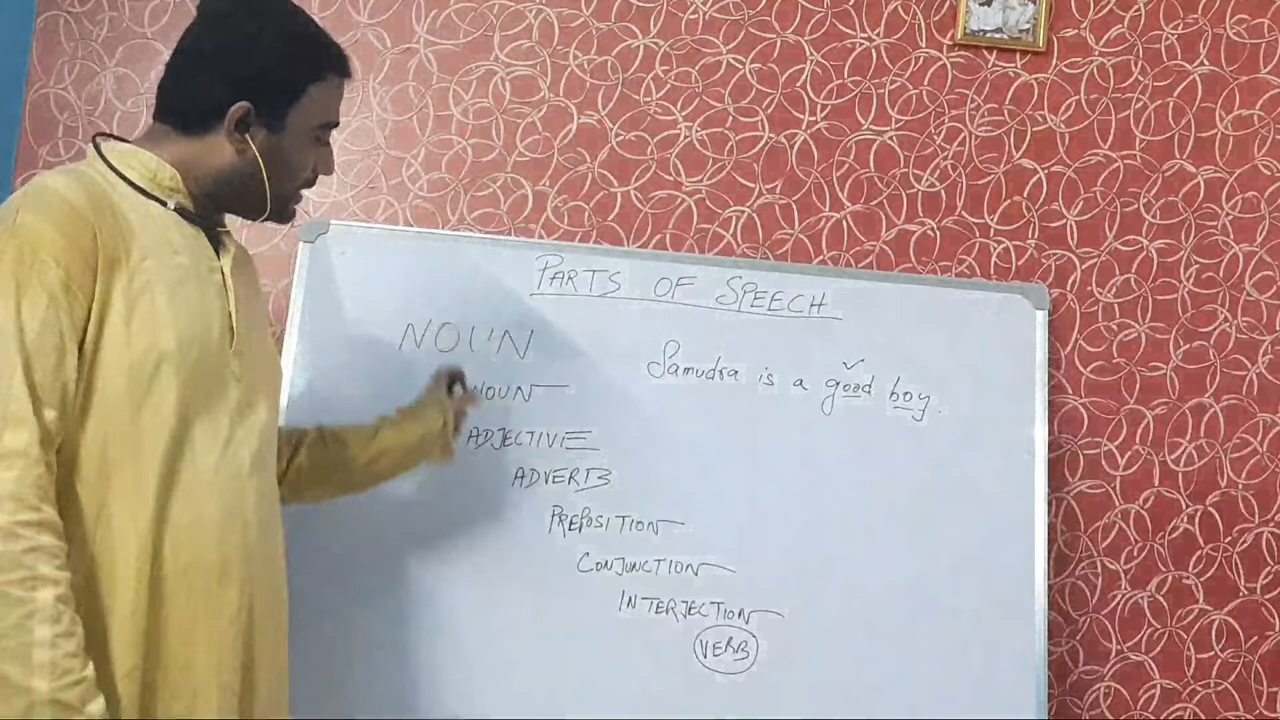 PARTS OF SPEECH
NOUN
NOUN
ADJECTIVE
ADVERB
PREPOSITION
CONJUNCTION
INTERJECTION
VERB
Samudra is a good boy.